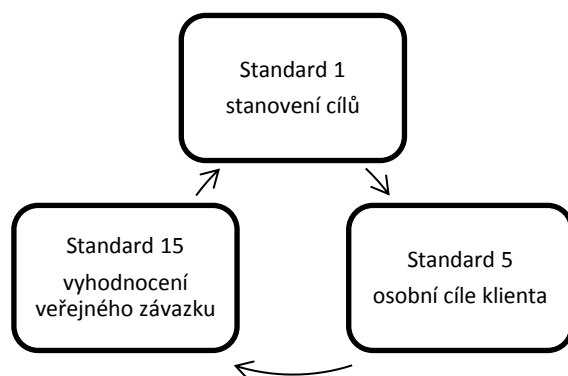 Standard 1
stanovení cílů
Standard 15
vyhodnocení
veřejného závazku
Standard 5
osobní cíle klienta